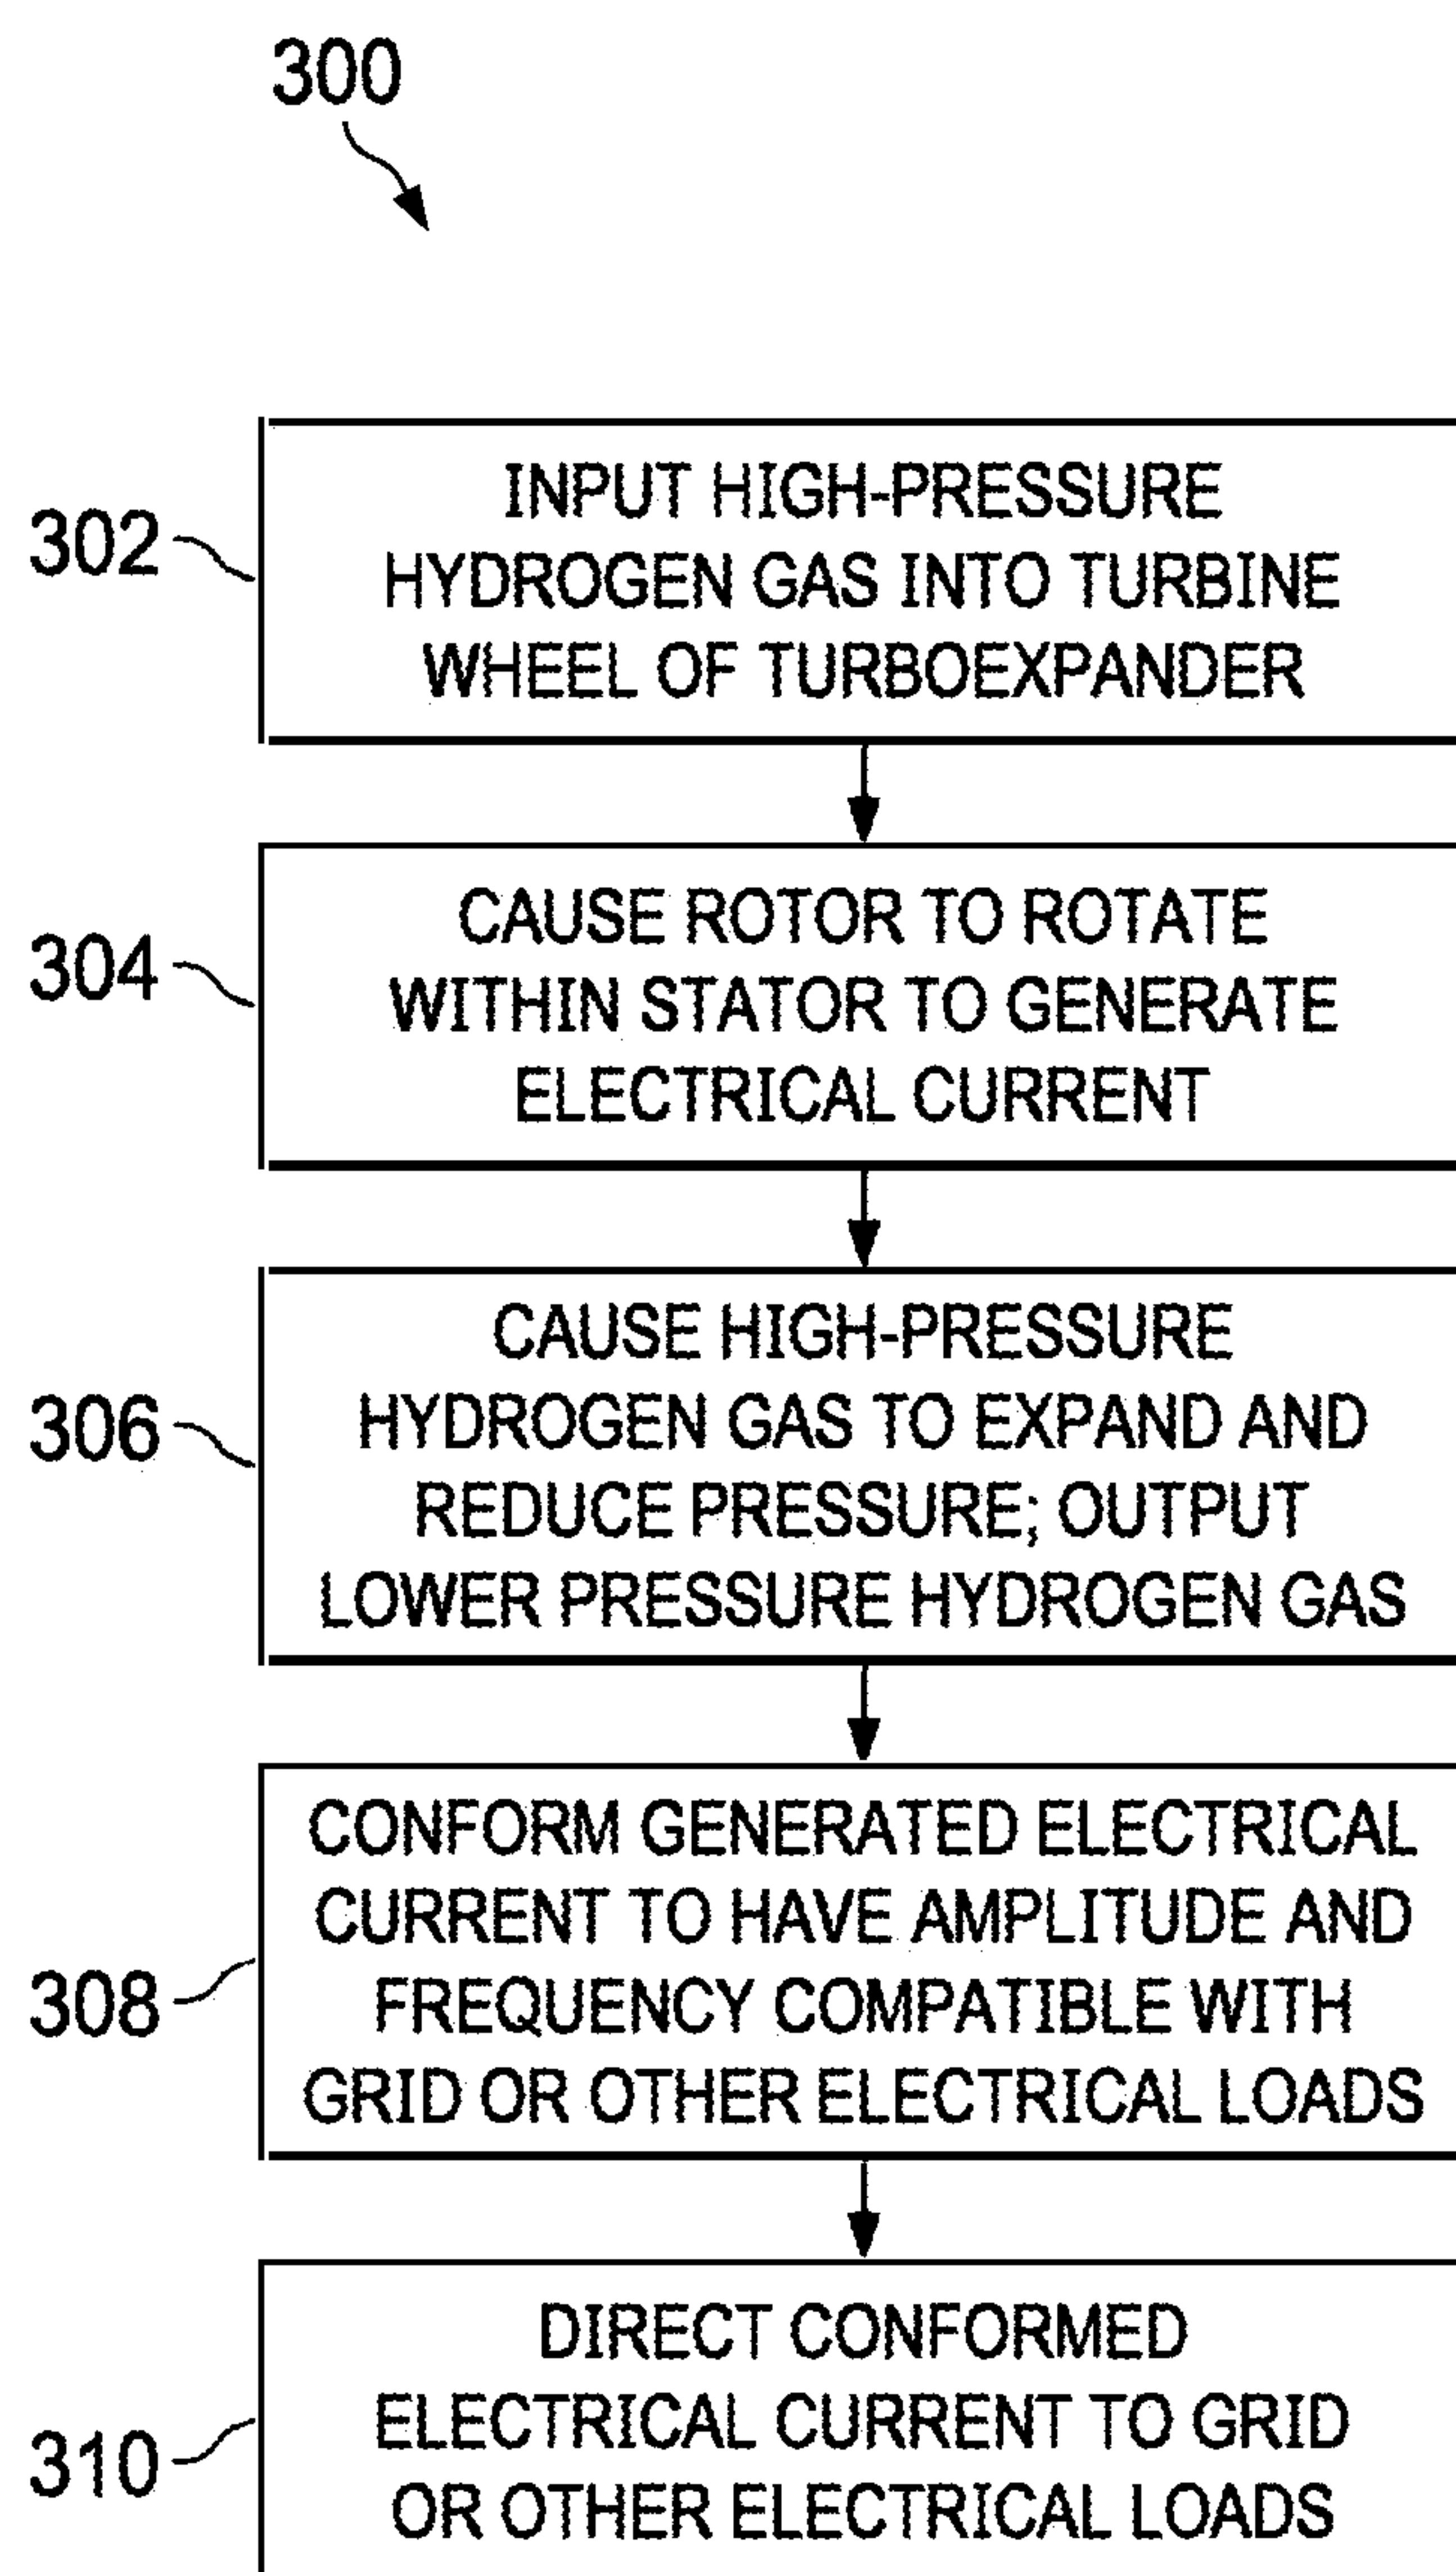 300
302
INPUT HIGH-PRESSURE
HYDROGEN GAS INTO TURBINE
WHEEL OF TURBOEXPANDER
304
CAUSE ROTOR TO ROTATE
WITHIN STATOR TO GENERATE
ELECTRICAL CURRENT
306
CAUSE HIGH-PRESSURE
HYDROGEN GAS TO EXPAND AND
REDUCE PRESSURE; OUTPUT
LOWER PRESSURE HYDROGEN GAS
308
CONFORM GENERATED ELECTRICAL
CURRENT TO HAVE AMPLITUDE AND
FREQUENCY COMPATIBLE WITH
GRID OR OTHER ELECTRICAL LOADS
310
DIRECT CONFORMED
ELECTRICAL CURRENT TO GRID
OR OTHER ELECTRICAL LOADS